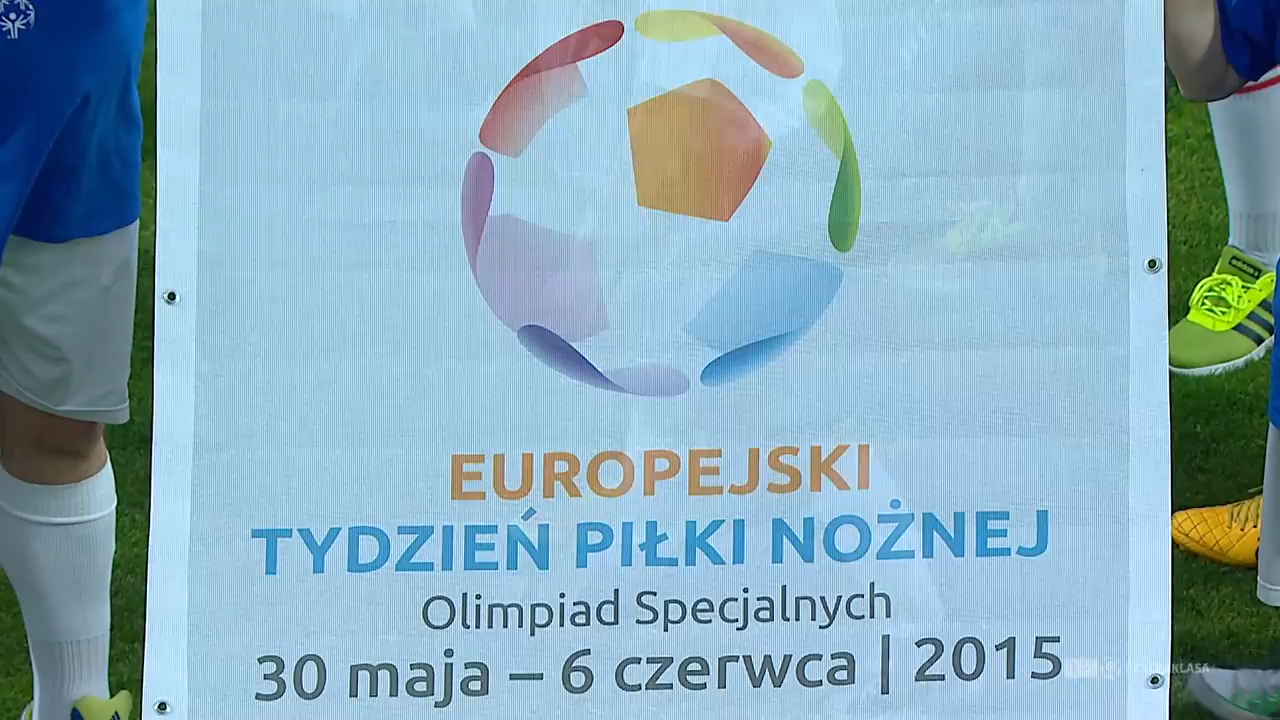 EUROPEJSKI
TYDZIEŃ PIŁKI NOŻNEJ
Olimpiad Specjalnych
30 maja – 6 czerwca | 2015